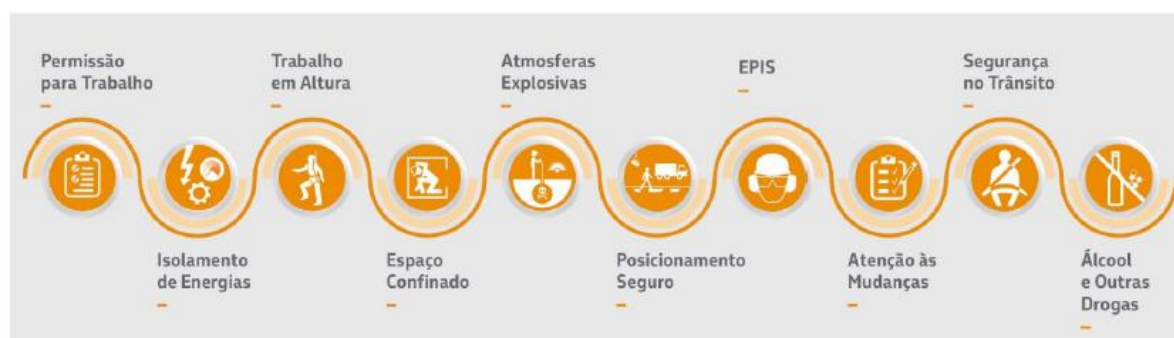 Permissão
para Trabalho
Isolamento
de Energias
Trabalho
em Altura
Espaço
Confinado
Atmosferas
Explosivas
Posicionamento
Seguro
EPIS
Atenção às
Mudanças
Segurança
no Trânsito
Álcool
e Outras
Drogas